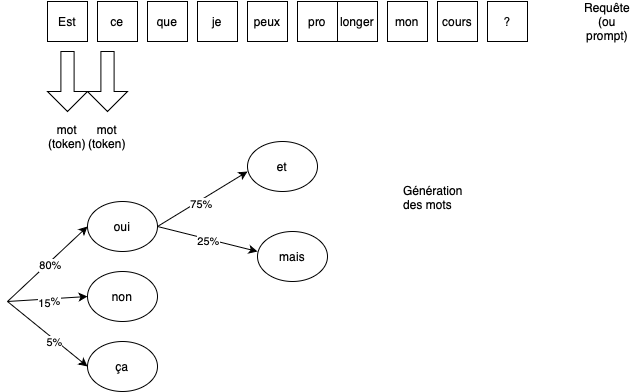 Est ce que je peux pro longer mon cours ?
Requête
(ou
prompt)
mot
(token)
mot
(token)
Génération
des mots
et
75%
oui
25%
mais
80%
non
15%
5%
ça